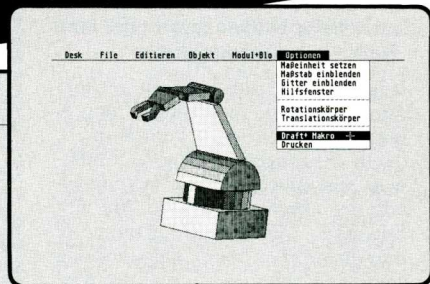 Desk File Editieren Objekt Modul+Blo Optionen
Maßeinheit setzen
Maßstab einblenden
Gitter einblenden
Hilfsfenster
Rotationskörper
Translationskörper
Draft+ Makro
Drucken